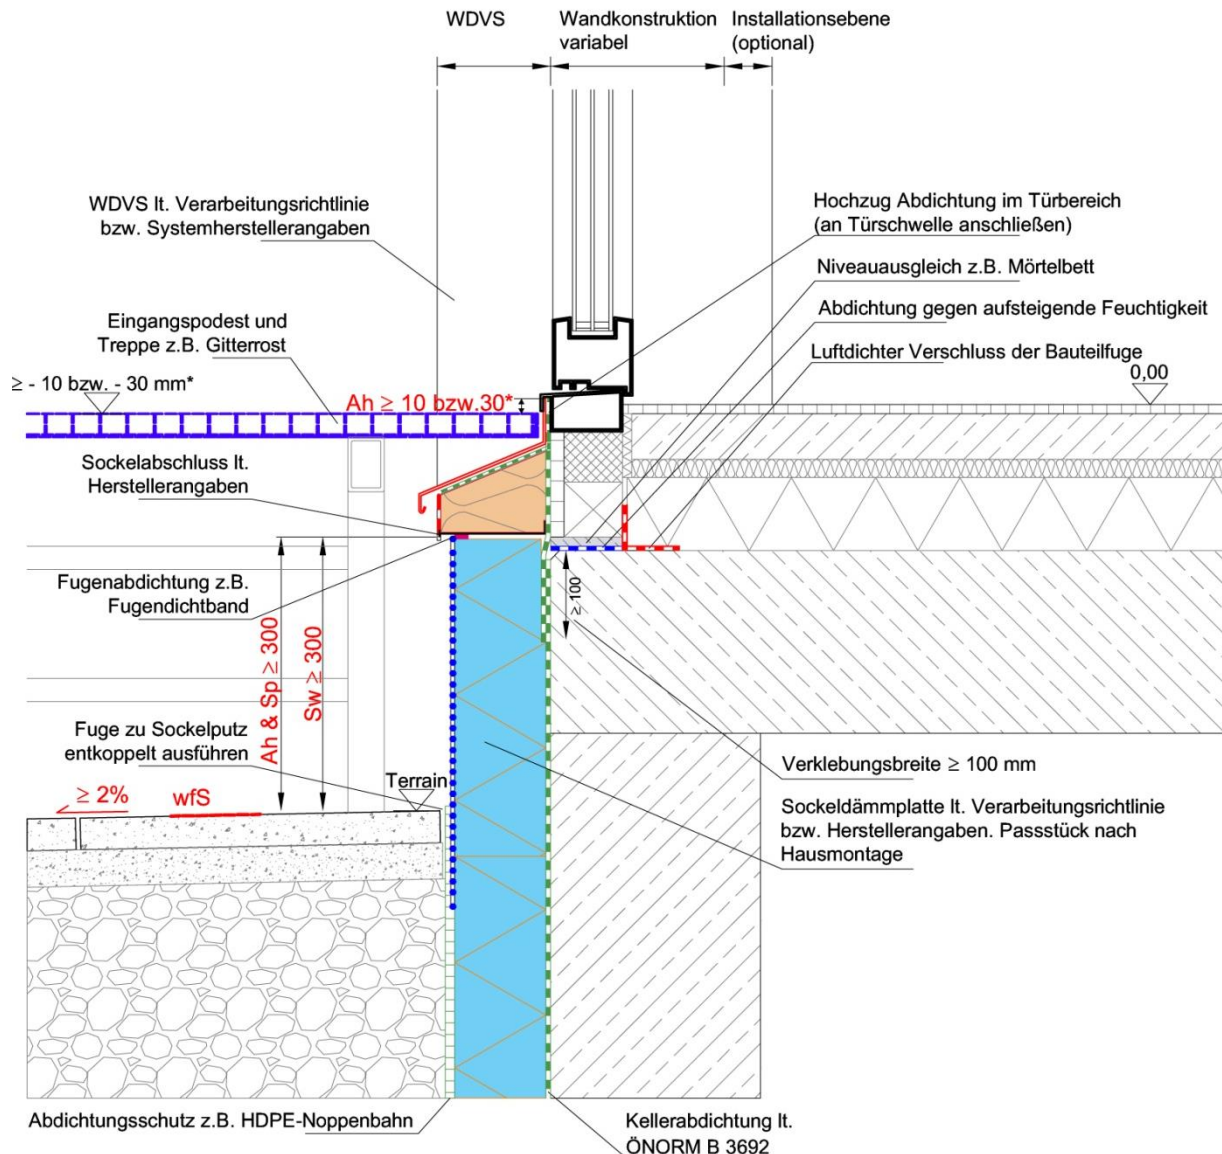 WDVS
Wandkonstruktion
variabel
Installationsebene
(optional)
WDVS lt. Verarbeitungsrichtlinie
bzw. Systemherstellerangaben
Hochzug Abdichtung im Türbereich
(an Türschwelle anschließen)
Niveauausgleich z.B. Mörtelbett
Eingangspodest und
Treppe z.B. Gitterrost
Abdichtung gegen aufsteigende Feuchtigkeit
Luftdichter Verschluss der Bauteilfuge
≥ - 10 bzw. - 30 mm*
Ah ≥ 10 bzw.30*
0,00
Sockelabschluss lt.
Herstellerangaben
Fugenabdichtung z.B.
Fugendichtband
≥ 100
Ah & Sp ≥ 300
Sw ≥ 300
Fuge zu Sockelputz
entkoppelt ausführen
Verklebungsbreite ≥ 100 mm
≥ 2%
wfS
Terrain
Sockeldämmplatte lt. Verarbeitungsrichtlinie
bzw. Herstellerangaben. Passstück nach
Hausmontage
Abdichtungsschutz z.B. HDPE-Noppenbahn
Kellerabdichtung lt.
ÖNORM B 3692